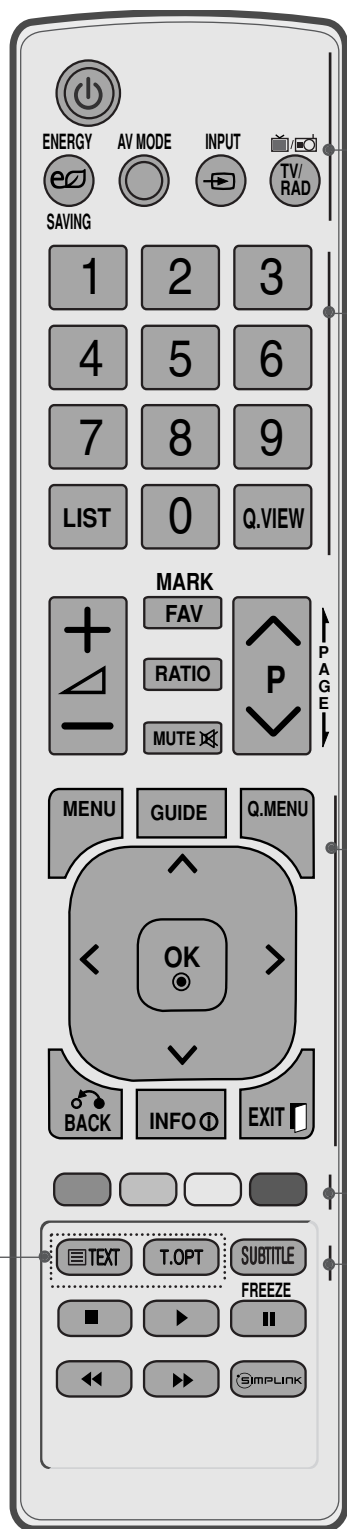 ENERGY AV MODE INPUT
TV/
RAD
SAVING
1 2 3
4 5 6
7 8 9
LIST 0 Q.VIEW
MARK
FAV
RATIO
P
MUTE
PAGE
MENU GUIDE Q.MENU
OK
BACK INFO EXIT
TEXT T.OPT SUBTITLE
FREEZE
SIMPLINK